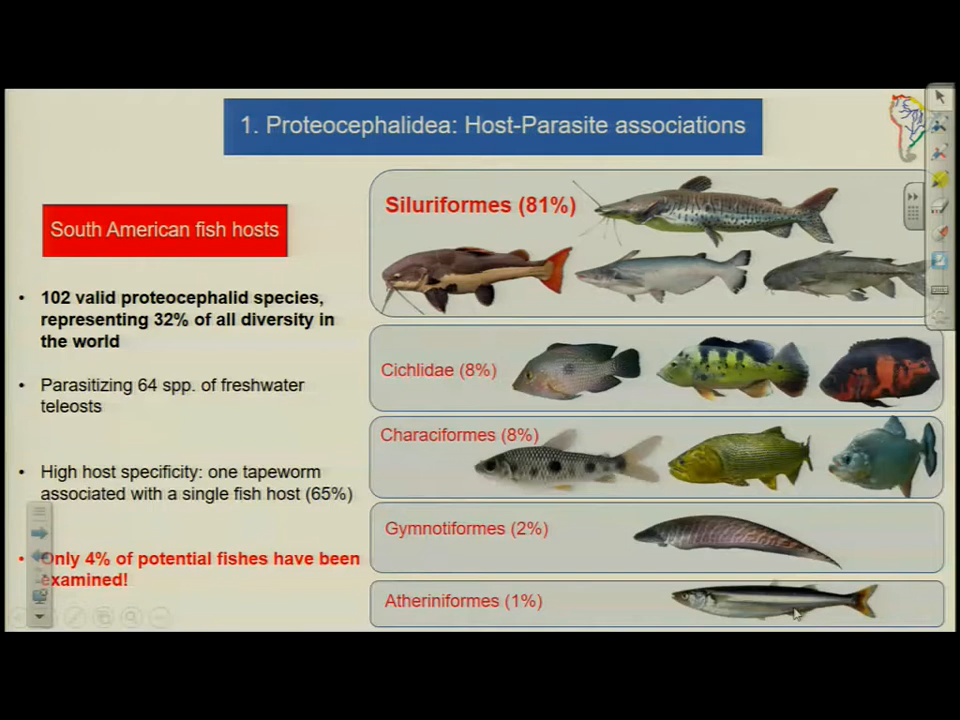 1. Proteocephalidea: Host-Parasite associations
South American fish hosts
• 102 valid proteocephalid species,
representing 32% of all diversity in
the world
• Parasitizing 64 spp. of freshwater
teleosts
• High host specificity: one tapeworm
associated with a single fish host (65%)
• Only 4% of potential fishes have been
examined!
Siluriformes (81%)
Cichlidae (8%)
Characiformes (8%)
Gymnotiformes (2%)
Atheriniformes (1%)